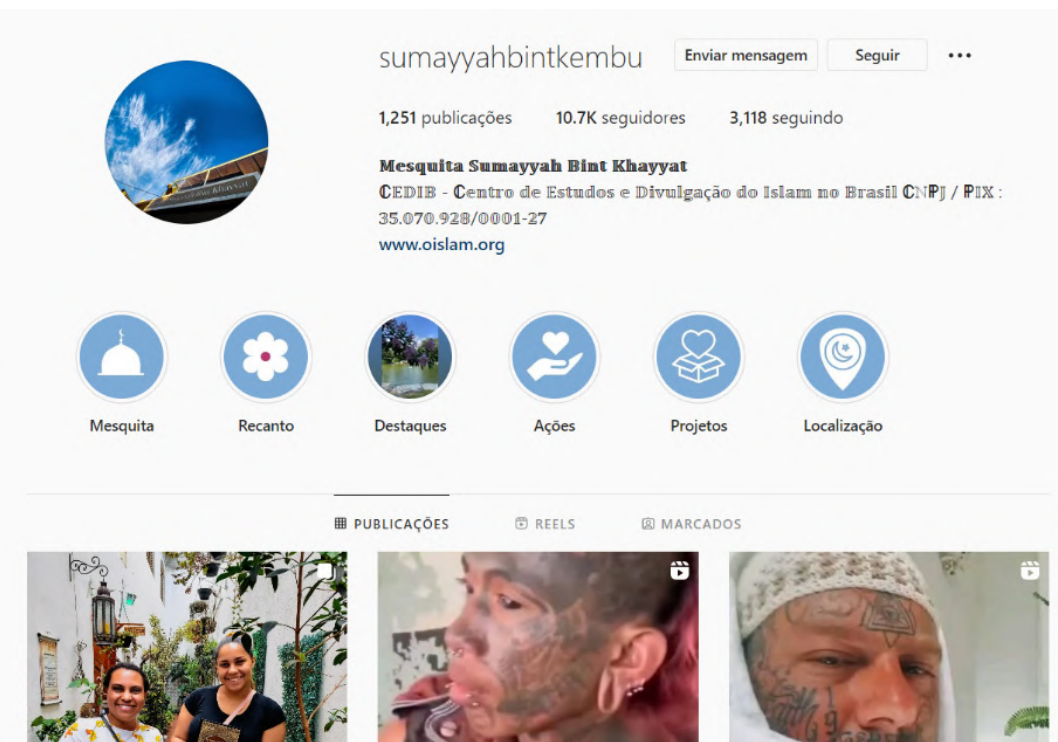 sumayyahbintkembu Enviar mensagem Seguir
1,251 publicações 10.7K seguidores 3,118 seguindo
Mesquita Sumayyah Bint Khayyat
CEDIB - Centro de Estudos e Divulgação do Islam no Brasil CNPJ / PIX :
35.070.928/0001-27
www.oislam.org
Mesquita Recanto Destaques Ações Projetos Localização
PUBLICAÇÕES REELS MARCADOS